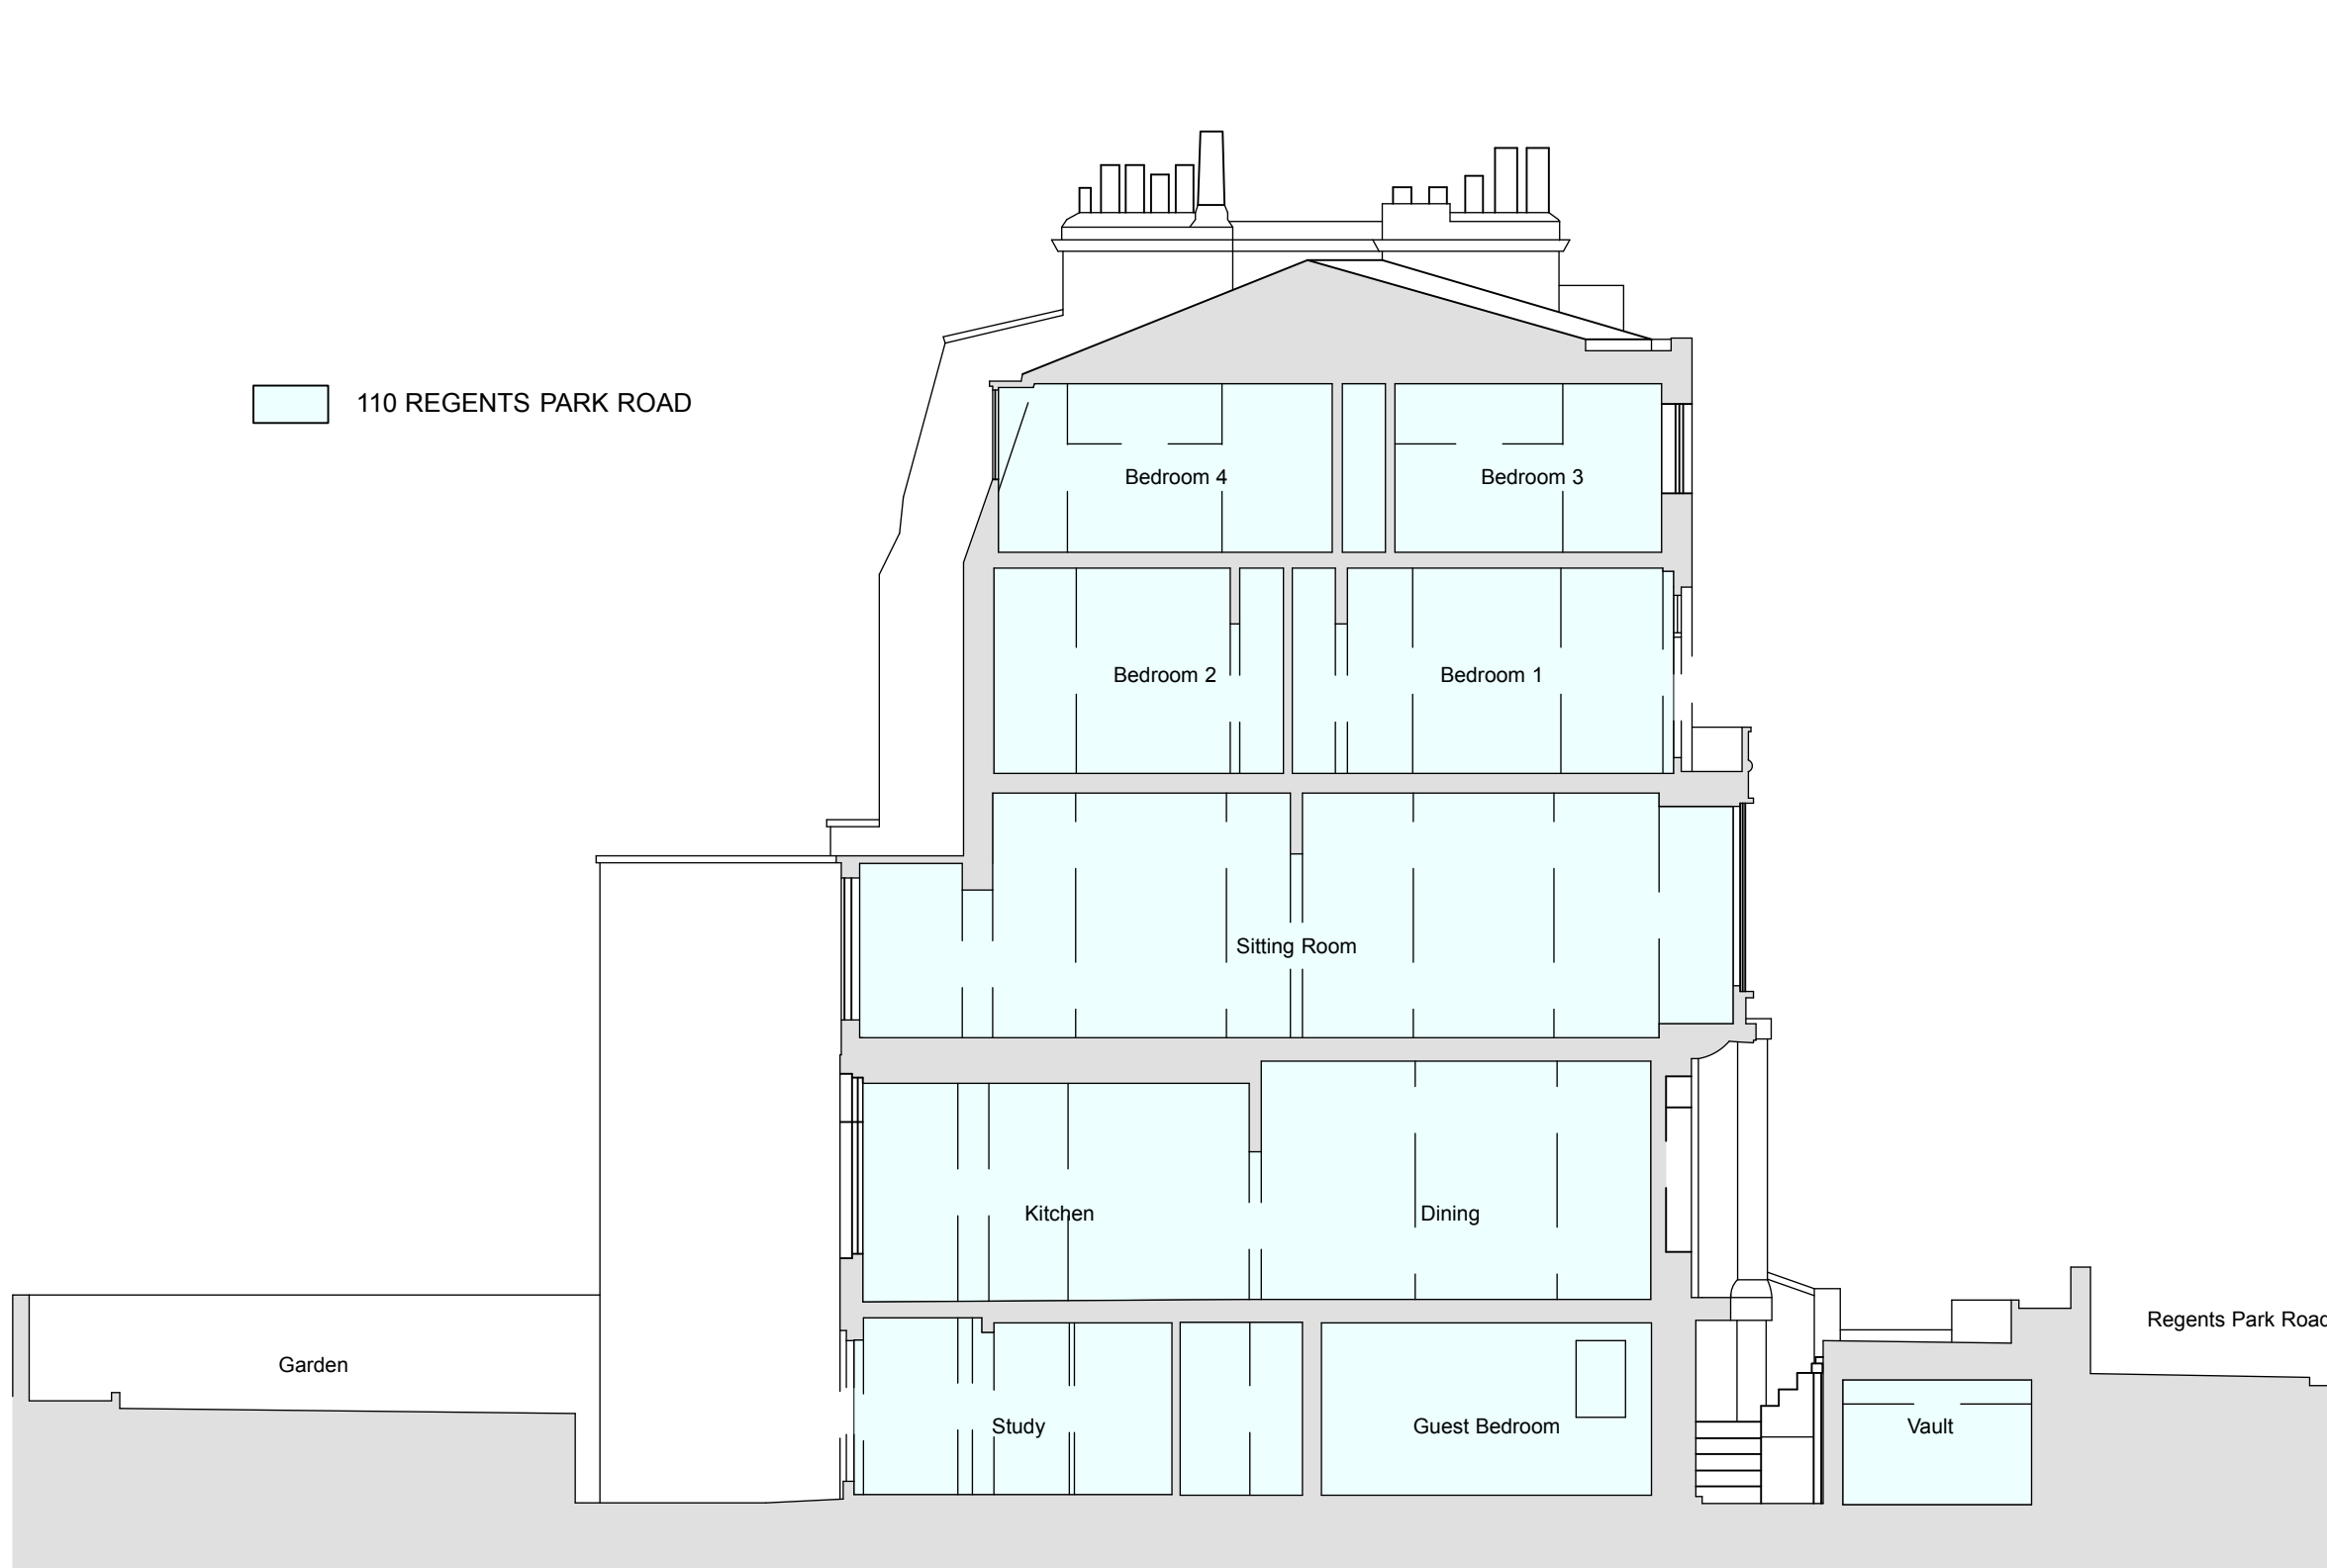 110 REGENTS PARK ROAD
Bedroom 4
Bedroom 3
Bedroom 2
Bedroom 1
Sitting Room
Kitchen
Dining
Regents Park Road
Garden
Study
Guest Bedroom
Vault